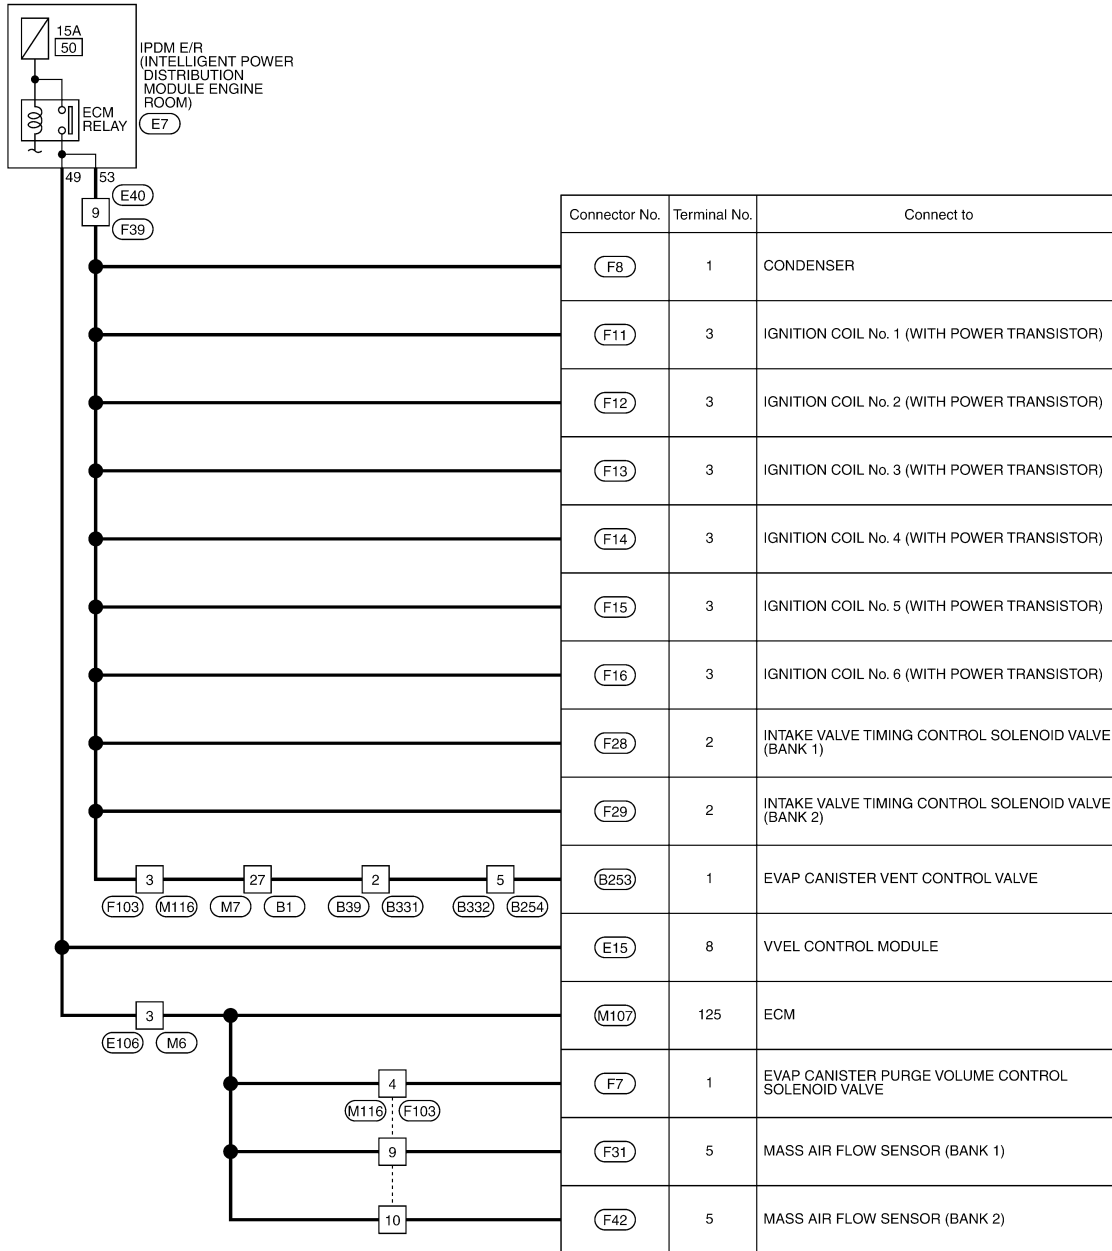 15A
50
IPDM E/R
(INTELLIGENT POWER
DISTRIBUTION
MODULE ENGINE
ROOM)
E7
ECM
RELAY
49 53
E40
9
F39
Connector No. Terminal No. Connect to
F8 1 CONDENSER
F11 3 IGNITION COIL No. 1 (WITH POWER TRANSISTOR)
F12 3 IGNITION COIL No. 2 (WITH POWER TRANSISTOR)
F13 3 IGNITION COIL No. 3 (WITH POWER TRANSISTOR)
F14 3 IGNITION COIL No. 4 (WITH POWER TRANSISTOR)
F15 3 IGNITION COIL No. 5 (WITH POWER TRANSISTOR)
F16 3 IGNITION COIL No. 6 (WITH POWER TRANSISTOR)
F28 2 INTAKE VALVE TIMING CONTROL SOLENOID VALVE
(BANK 1)
F29 2 INTAKE VALVE TIMING CONTROL SOLENOID VALVE
(BANK 2)
3 27 2 5 B253 1 EVAP CANISTER VENT CONTROL VALVE
F103 M116 M7 B1 B39 B331 B332 B254
E15 8 VVEL CONTROL MODULE
3 M107 125 ECM
E106 M6
4 F7 1 EVAP CANISTER PURGE VOLUME CONTROL
SOLENOID VALVE
M116 F103
9 F31 5 MASS AIR FLOW SENSOR (BANK 1)
10 F42 5 MASS AIR FLOW SENSOR (BANK 2)